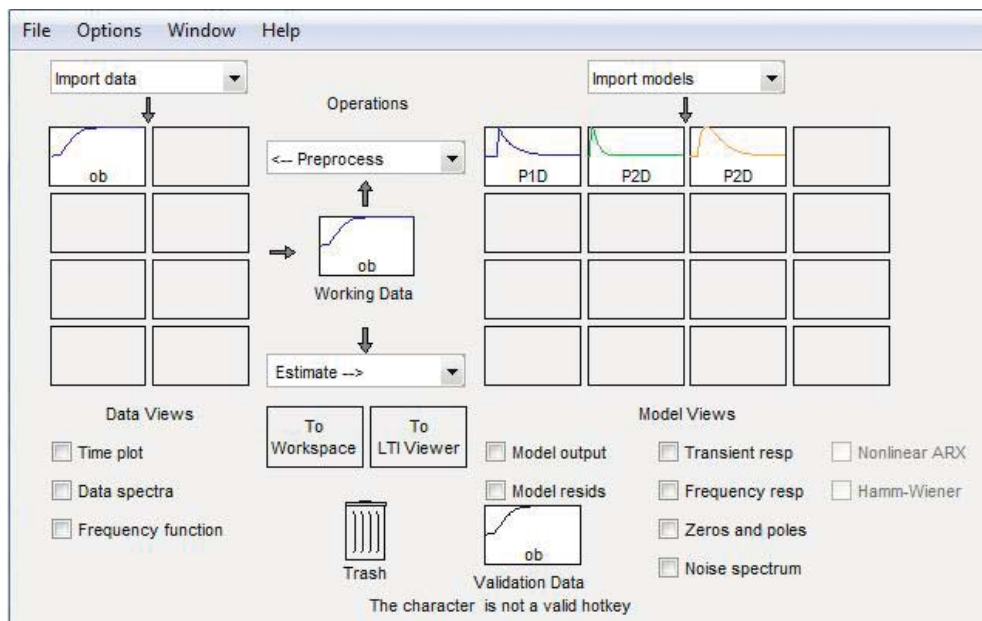 File Options Window Help
Import data
Import models
Operations
<-- Preprocess
ob
P1D
P2D
P2D
ob
Working Data
Estimate -->
Data Views
Model Views
To Workspace
To LTI Viewer
Time plot
Model output
Transient resp
Nonlinear ARX
Data spectra
Model resids
Frequency resp
Hamm-Wiener
Frequency function
Zeros and poles
ob
Trash
Validation Data
Noise spectrum
The character is not a valid hotkey